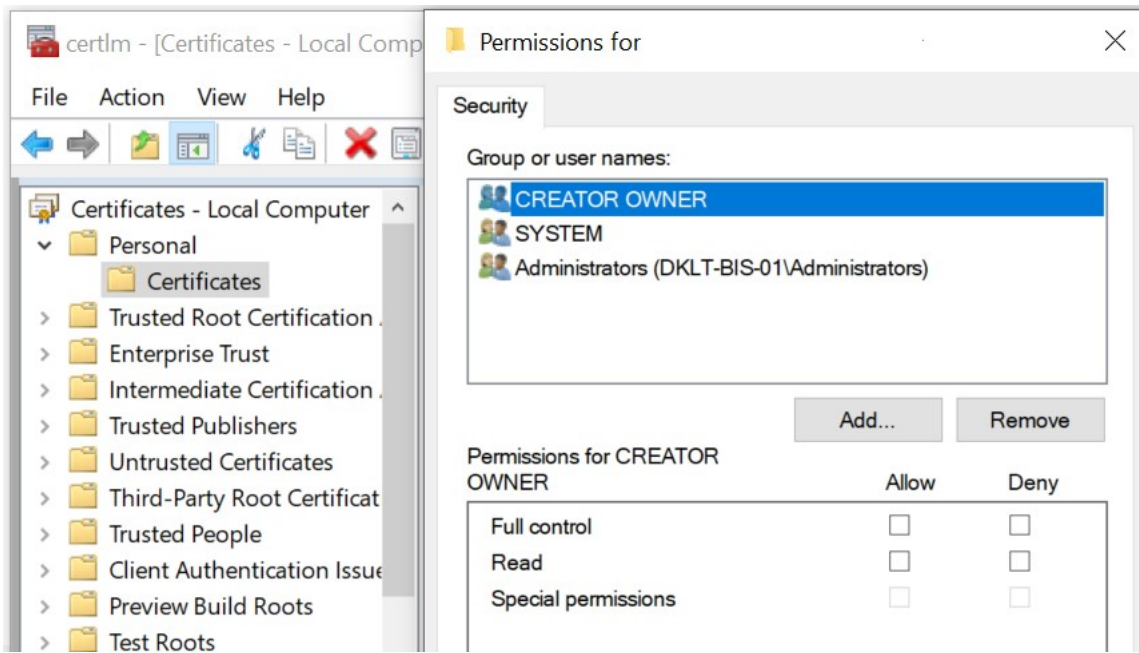 certlm - [Certificates - Local Comp
File Action View Help
Certificates - Local Computer
Personal
Certificates
Trusted Root Certification
Enterprise Trust
Intermediate Certification
Trusted Publishers
Untrusted Certificates
Third-Party Root Certificat
Trusted People
Client Authentication Issue
Preview Build Roots
Test Roots
Permissions for
Security
Group or user names:
CREATOR OWNER
SYSTEM
Administrators (DKLT-BIS-01\Administrators)
Add... Remove
Permissions for CREATOR
OWNER Allow Deny
Full control
Read
Special permissions